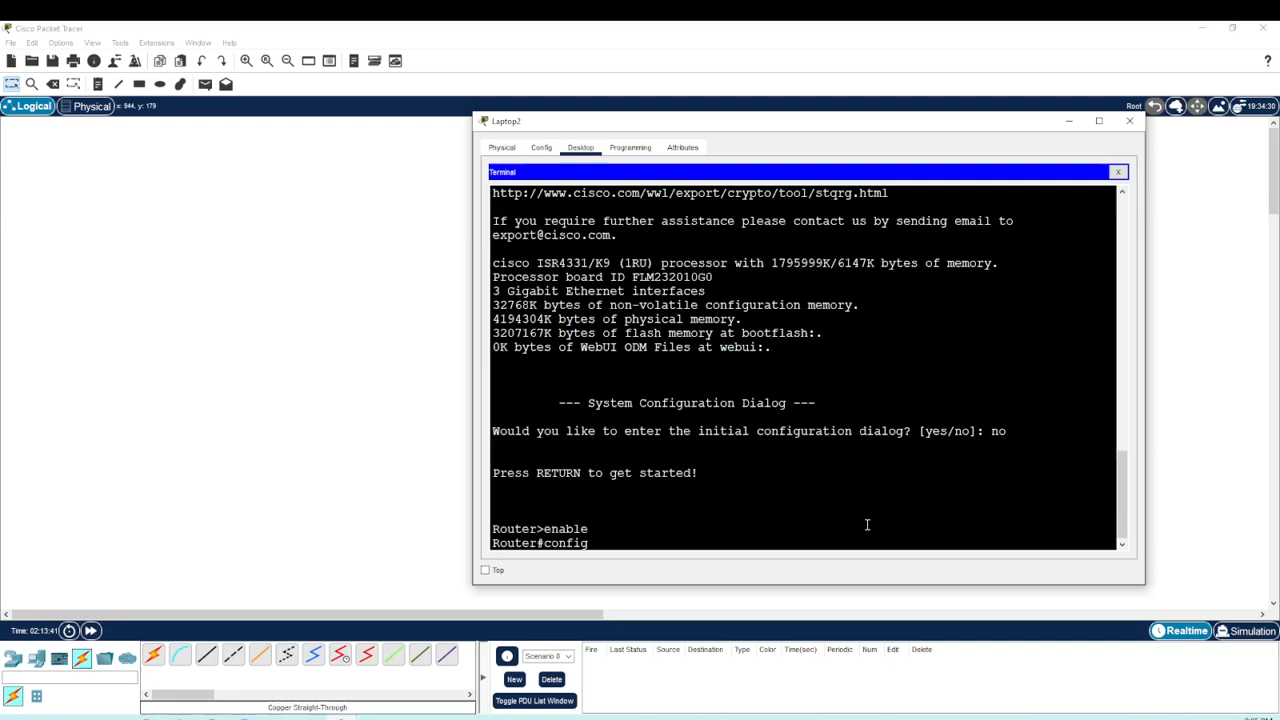 Cisco Packet Tracer
File Edit Options View Tools Extensions Window Help
?
Logical Physical x: 944, y: 179 Root 19:34:30
Laptop2
Physical Config Desktop Programming Attributes
Terminal X
http://www.cisco.com/wwl/export/crypto/tool/stqrg.html
If you require further assistance please contact us by sending email to
export@cisco.com.
cisco ISR4331/K9 (1RU) processor with 1795999K/6147K bytes of memory.
Processor board ID FLM232010G0
3 Gigabit Ethernet interfaces
32768K bytes of non-volatile configuration memory.
4194304K bytes of physical memory.
3207167K bytes of flash memory at bootflash:.
0K bytes of WebUI ODM Files at webui:.
--- System Configuration Dialog ---
Would you like to enter the initial configuration dialog? [yes/no]: no
Press RETURN to get started!
Router>enable
Router#config
Top
Time: 02:13:41 Realtime Simulation
Scenario 0
Fire Last Status Source Destination Type Color Time(sec) Periodic Num Edit Delete
New Delete
Toggle PDU List Window
Copper Straight-Through